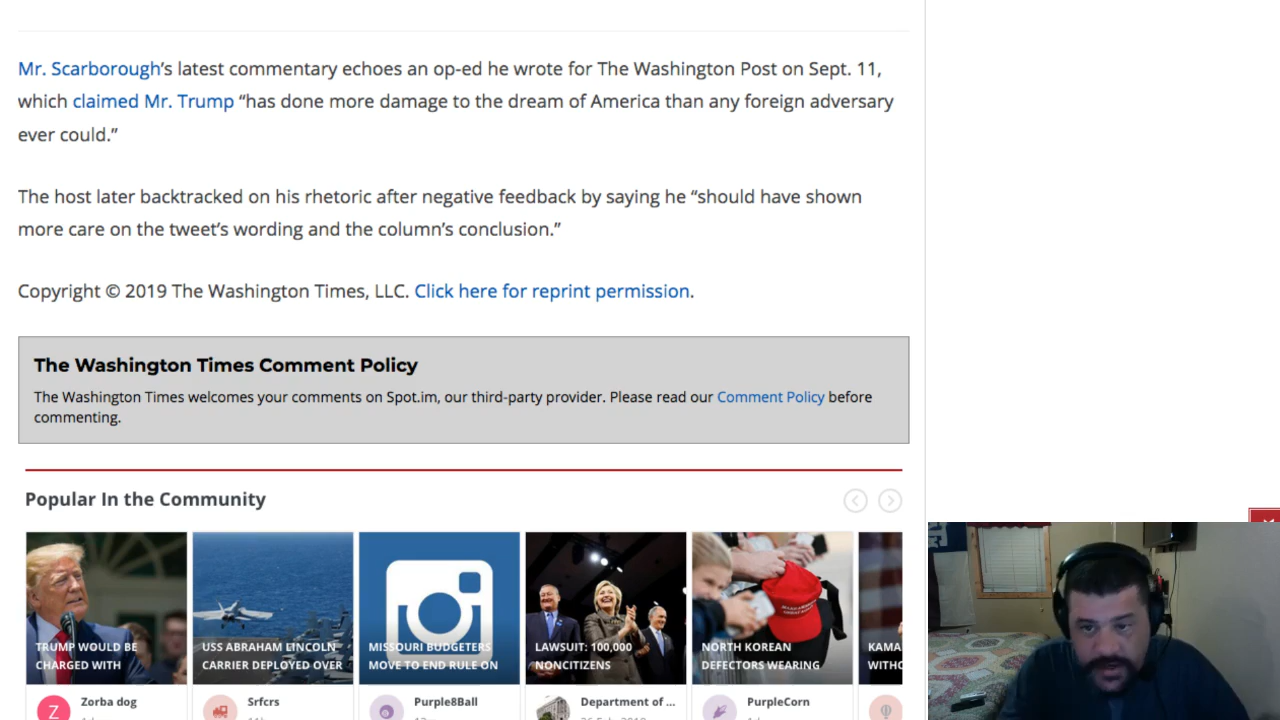 Mr. Scarborough’s latest commentary echoes an op-ed he wrote for The Washington Post on Sept. 11,
which claimed Mr. Trump “has done more damage to the dream of America than any foreign adversary
ever could.”
The host later backtracked on his rhetoric after negative feedback by saying he “should have shown
more care on the tweet’s wording and the column’s conclusion.”
Copyright © 2019 The Washington Times, LLC. Click here for reprint permission.
The Washington Times Comment Policy
The Washington Times welcomes your comments on Spot.im, our third-party provider. Please read our Comment Policy before
commenting.
Popular In the Community
TRUMP WOULD BE
CHARGED WITH
USS ABRAHAM LINCOLN
CARRIER DEPLOYED OVER
MISSOURI BUDGETERS
MOVE TO END RULE ON
LAWSUIT: 100,000
NONCITIZENS
NORTH KOREAN
DEFECTORS WEARING
KAMA
WITHO
Z
Zorba dog
Srfcrs
Purple8Ball
Department of ...
PurpleCorn